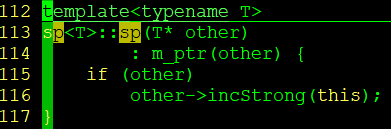 112 template<typename T>
113 sp<T>::sp(T* other)
114         : m_ptr(other) {
115     if (other)
116         other->incStrong(this);
117 }